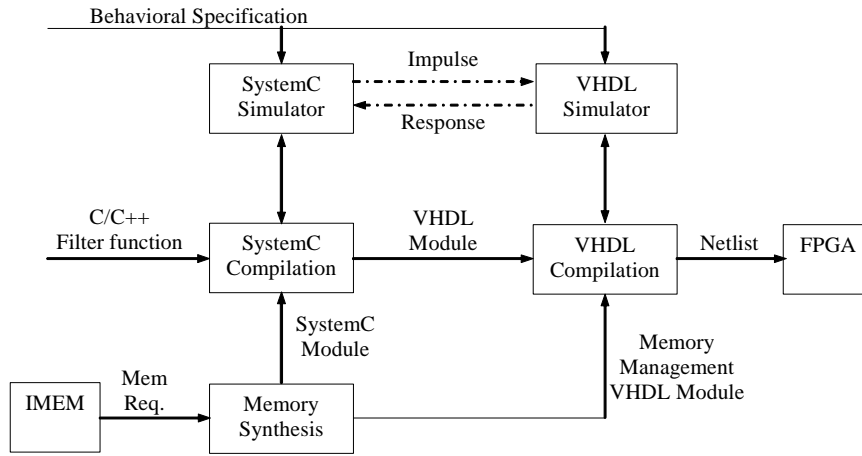 Behavioral Specification
SystemC
Simulator
Impulse
Response
VHDL
Simulator
C/C++
Filter function
SystemC
Compilation
VHDL
Module
VHDL
Compilation
Netlist
FPGA
SystemC
Module
Memory
Management
VHDL Module
IMEM
Mem
Req.
Memory
Synthesis